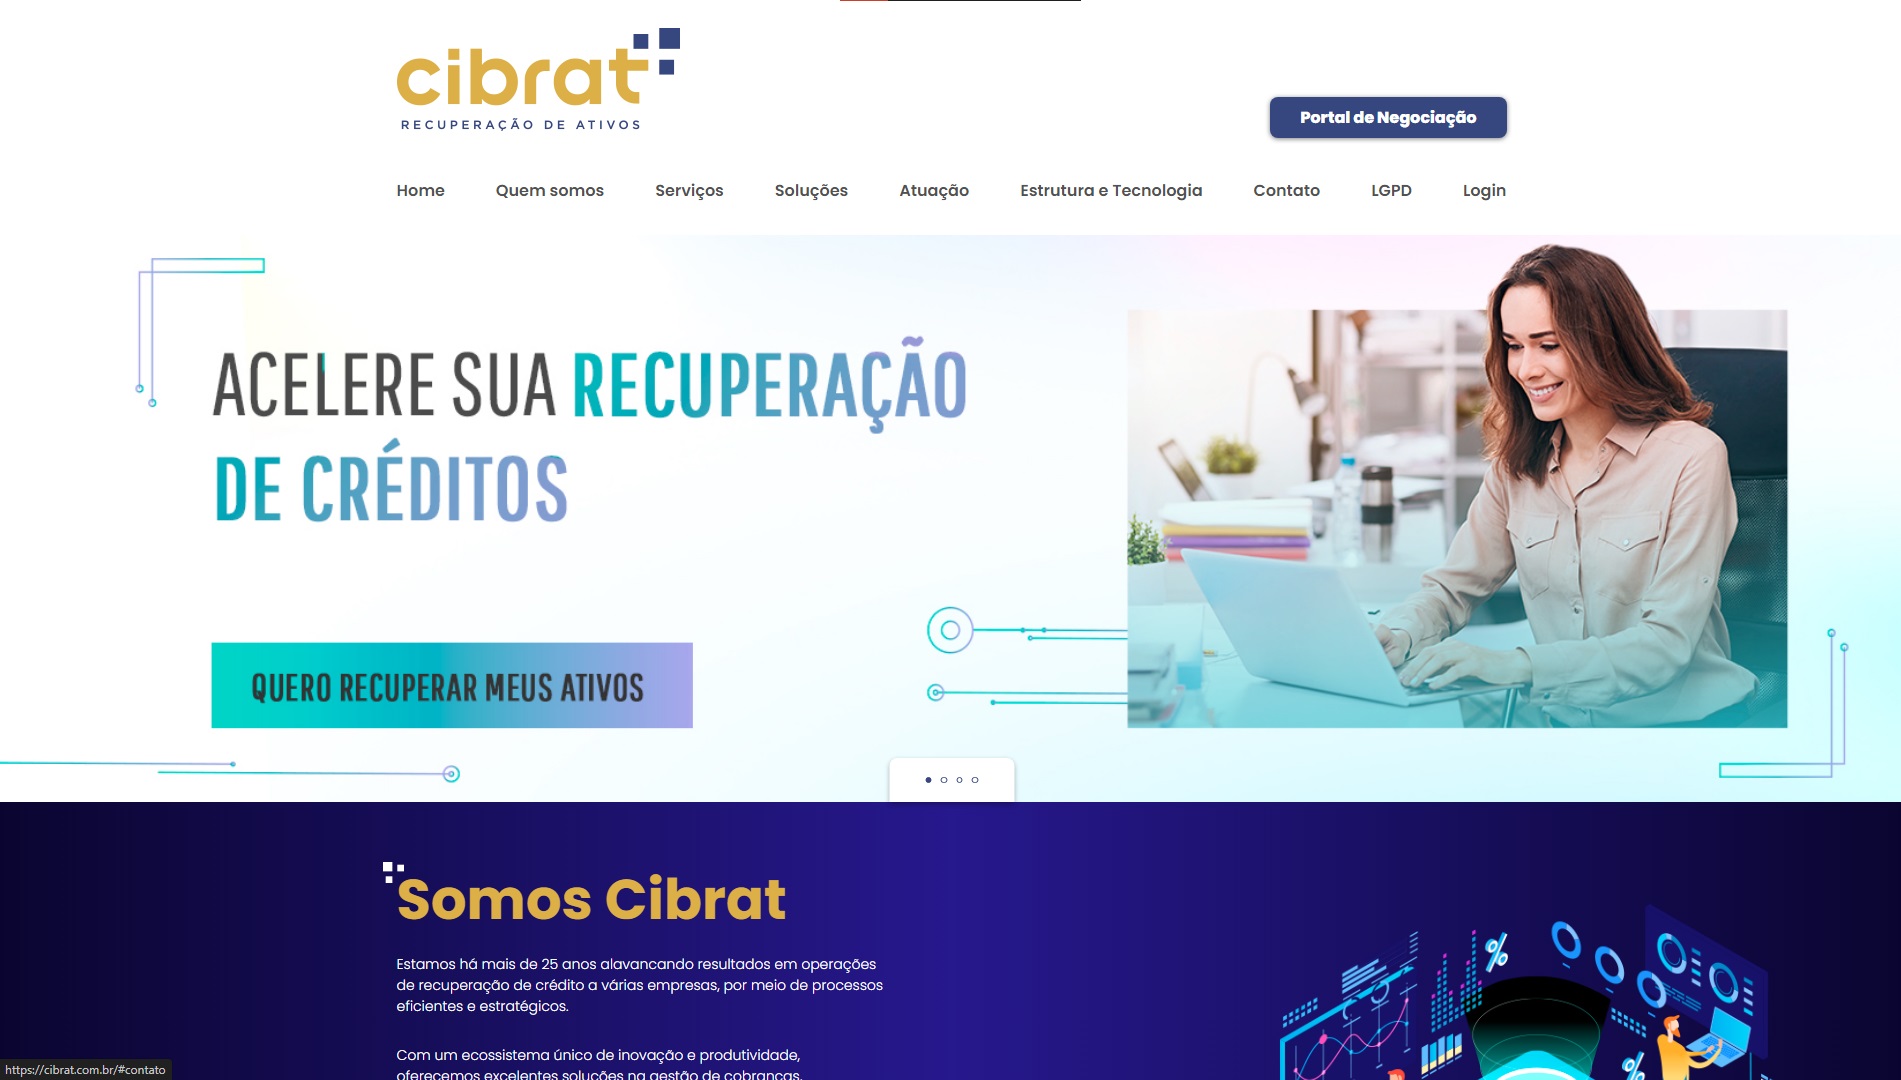 cibrat
RECUPERAÇÃO DE ATIVOS
Portal de Negociação
Home Quem somos Serviços Soluções Atuação Estrutura e Tecnologia Contato LGPD Login
ACELERE SUA RECUPERAÇÃO
DE CRÉDITOS
QUERO RECUPERAR MEUS ATIVOS
Somos Cibrat
Estamos há mais de 25 anos alavancando resultados em operações
de recuperação de crédito a várias empresas, por meio de processos
eficientes e estratégicos.
Com um ecossistema único de inovação e produtividade,
oferecemos excelentes soluções na gestão de cobranças,
%
%
https://cibrat.com.br/#contato